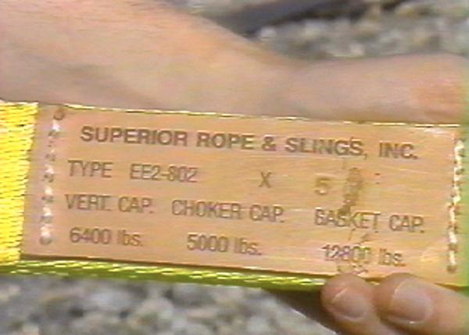 SUPERIOR ROPE & SLINGS, INC.
TYPE EE2-802 X 5
VERT. CAP. CHOKER CAP. BASKET CAP.
6400 lbs. 5000 lbs. 12800 lbs.